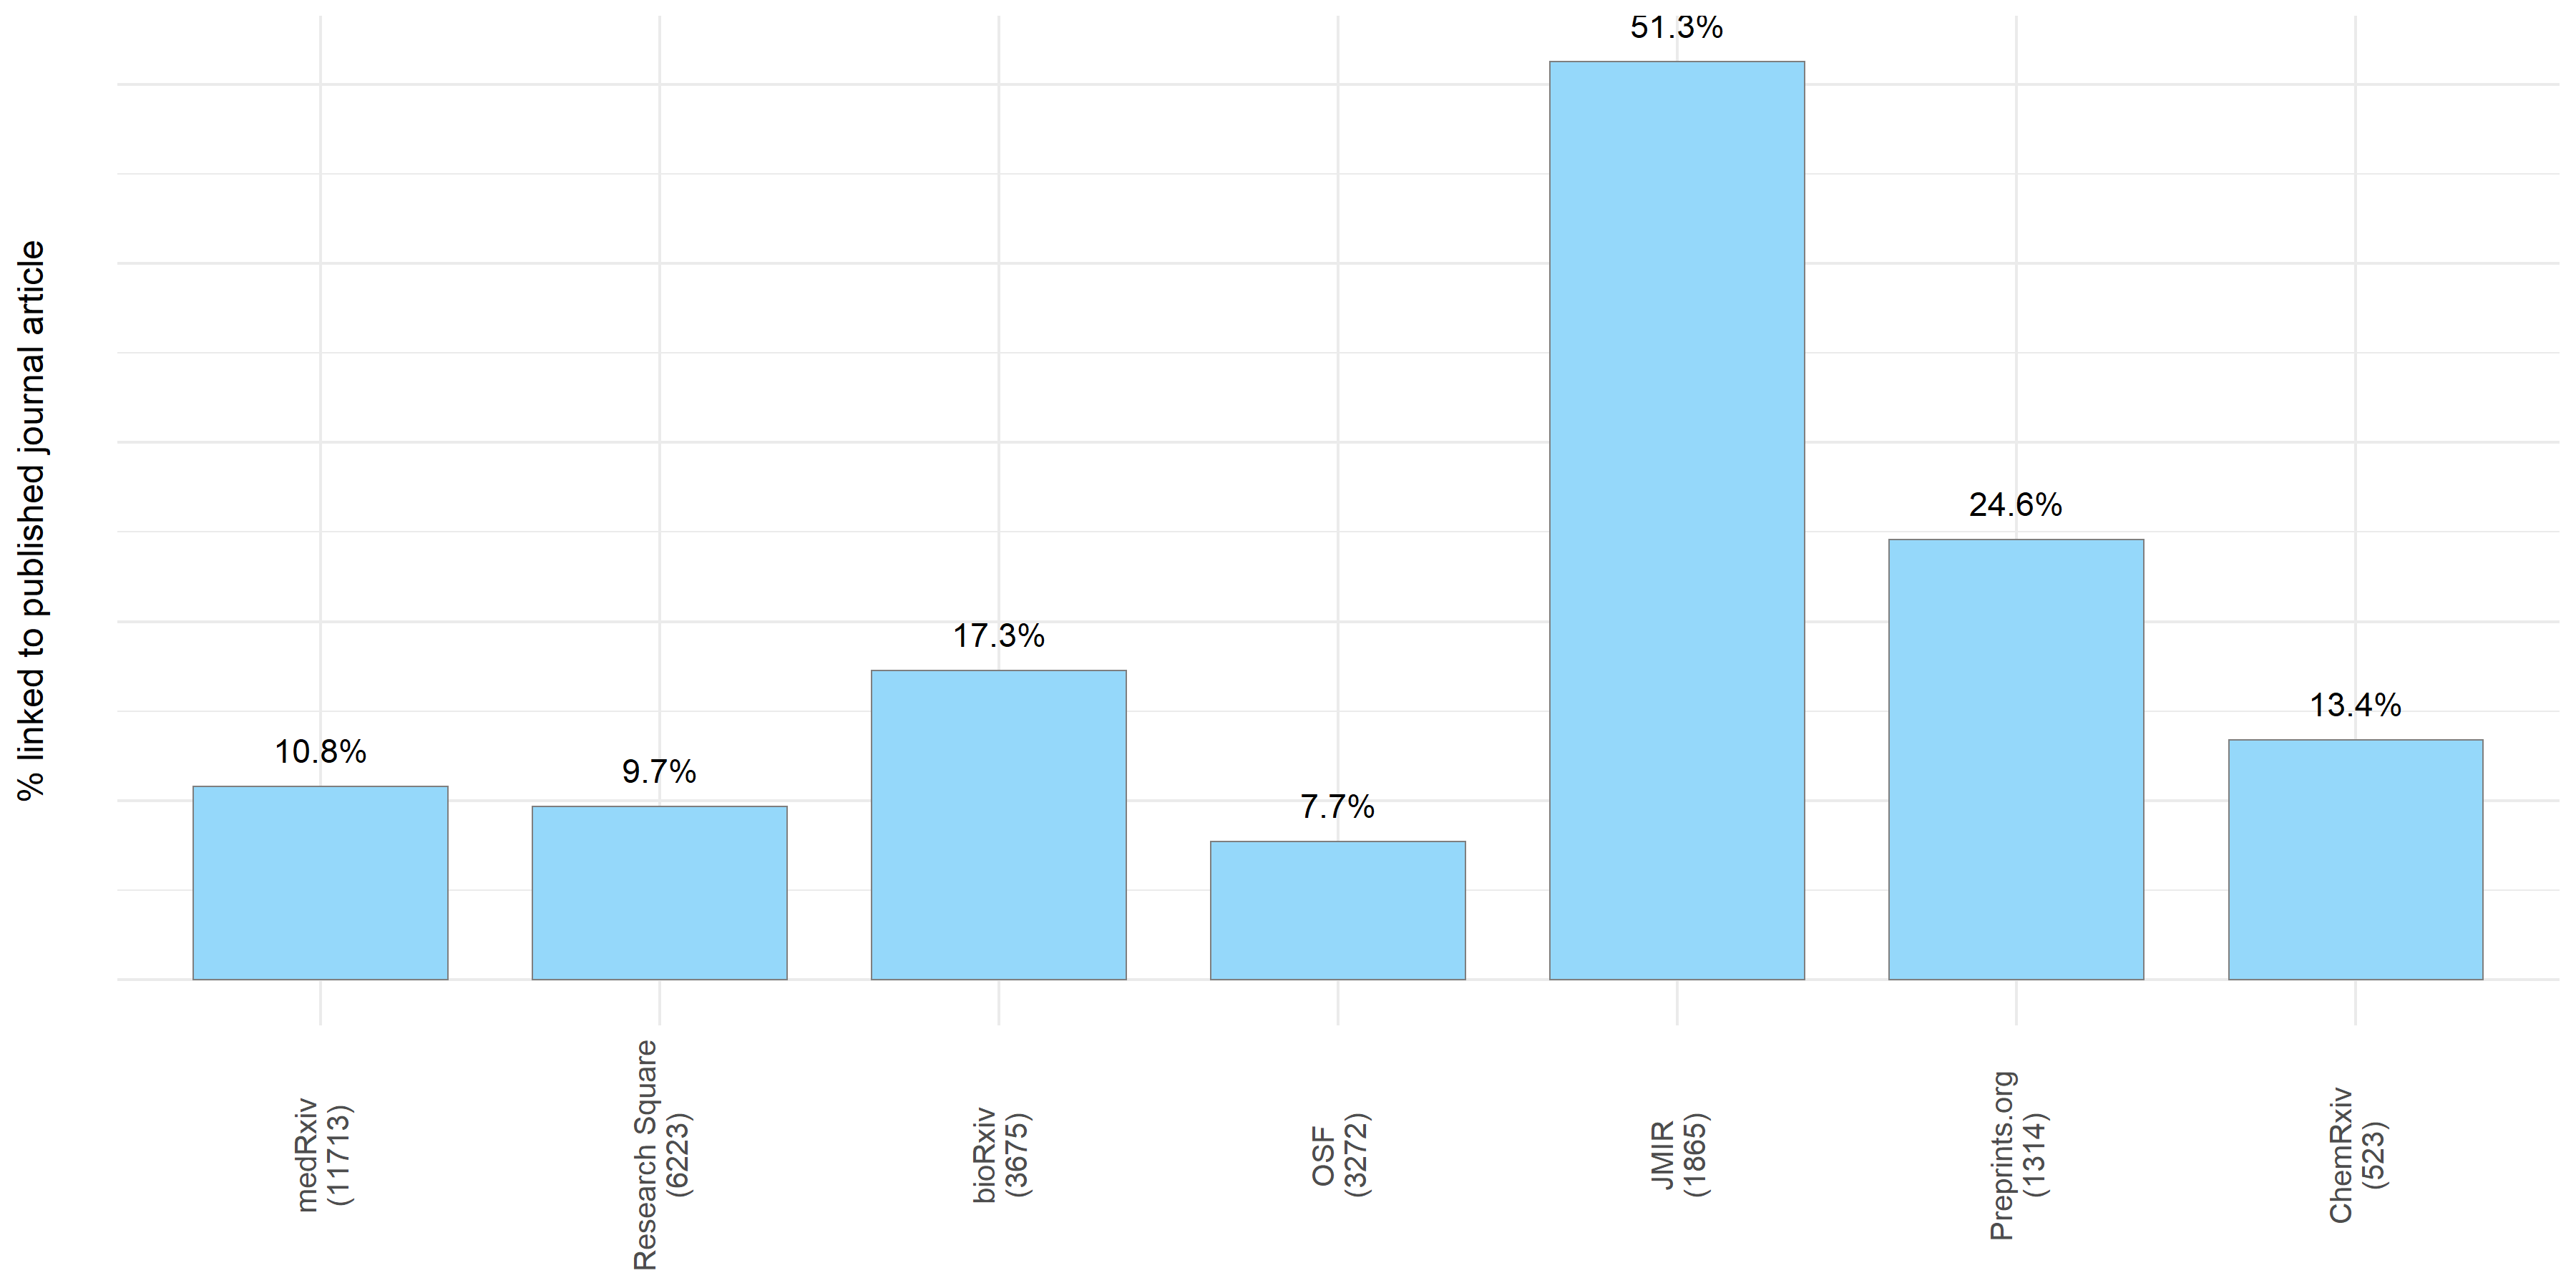 % linked to published journal article
10.8%
9.7%
17.3%
7.7%
51.3%
24.6%
13.4%
medRxiv
(11713)
Research Square
(6223)
bioRxiv
(3675)
OSF
(3272)
JMIR
(1865)
Preprints.org
(1314)
ChemRxiv
(523)